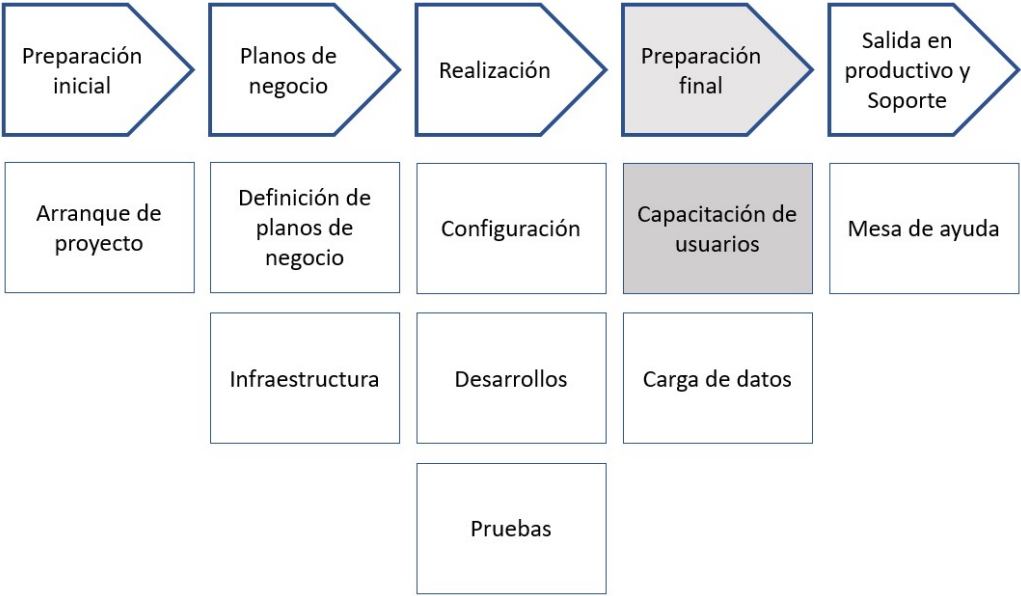 Preparación
inicial
Planos de
negocio
Realización
Preparación
final
Salida en
productivo y
Soporte
Arranque de
proyecto
Definición de
planos de
negocio
Configuración
Capacitación de
usuarios
Mesa de ayuda
Infraestructura
Desarrollos
Carga de datos
Pruebas